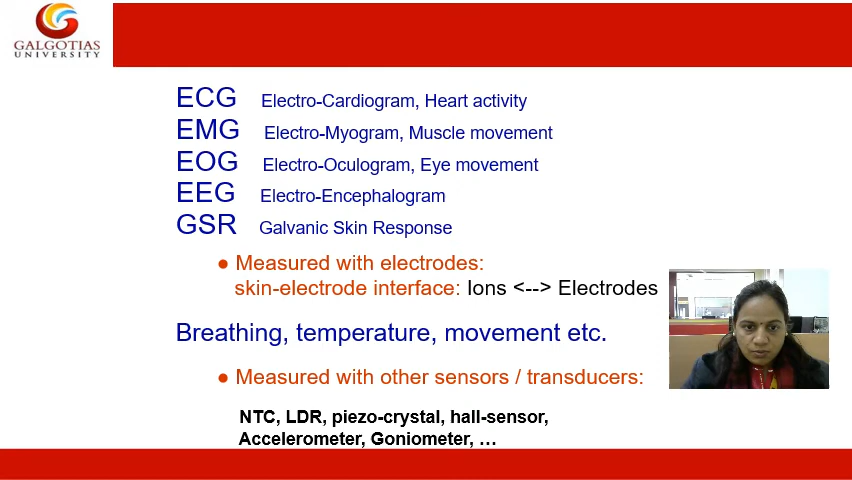 GALGOTIAS
UNIVERSITY
ECG Electro-Cardiogram, Heart activity
EMG Electro-Myogram, Muscle movement
EOG Electro-Oculogram, Eye movement
EEG Electro-Encephalogram
GSR Galvanic Skin Response
● Measured with electrodes:
skin-electrode interface: Ions <--> Electrodes
Breathing, temperature, movement etc.
● Measured with other sensors / transducers:
NTC, LDR, piezo-crystal, hall-sensor,
Accelerometer, Goniometer, …